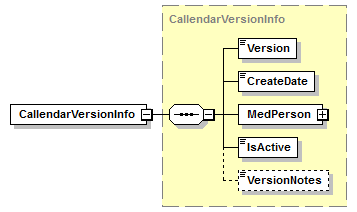 CallendarVersionInfo
Version
CreateDate
CallendarVersionInfo
MedPerson
IsActive
VersionNotes